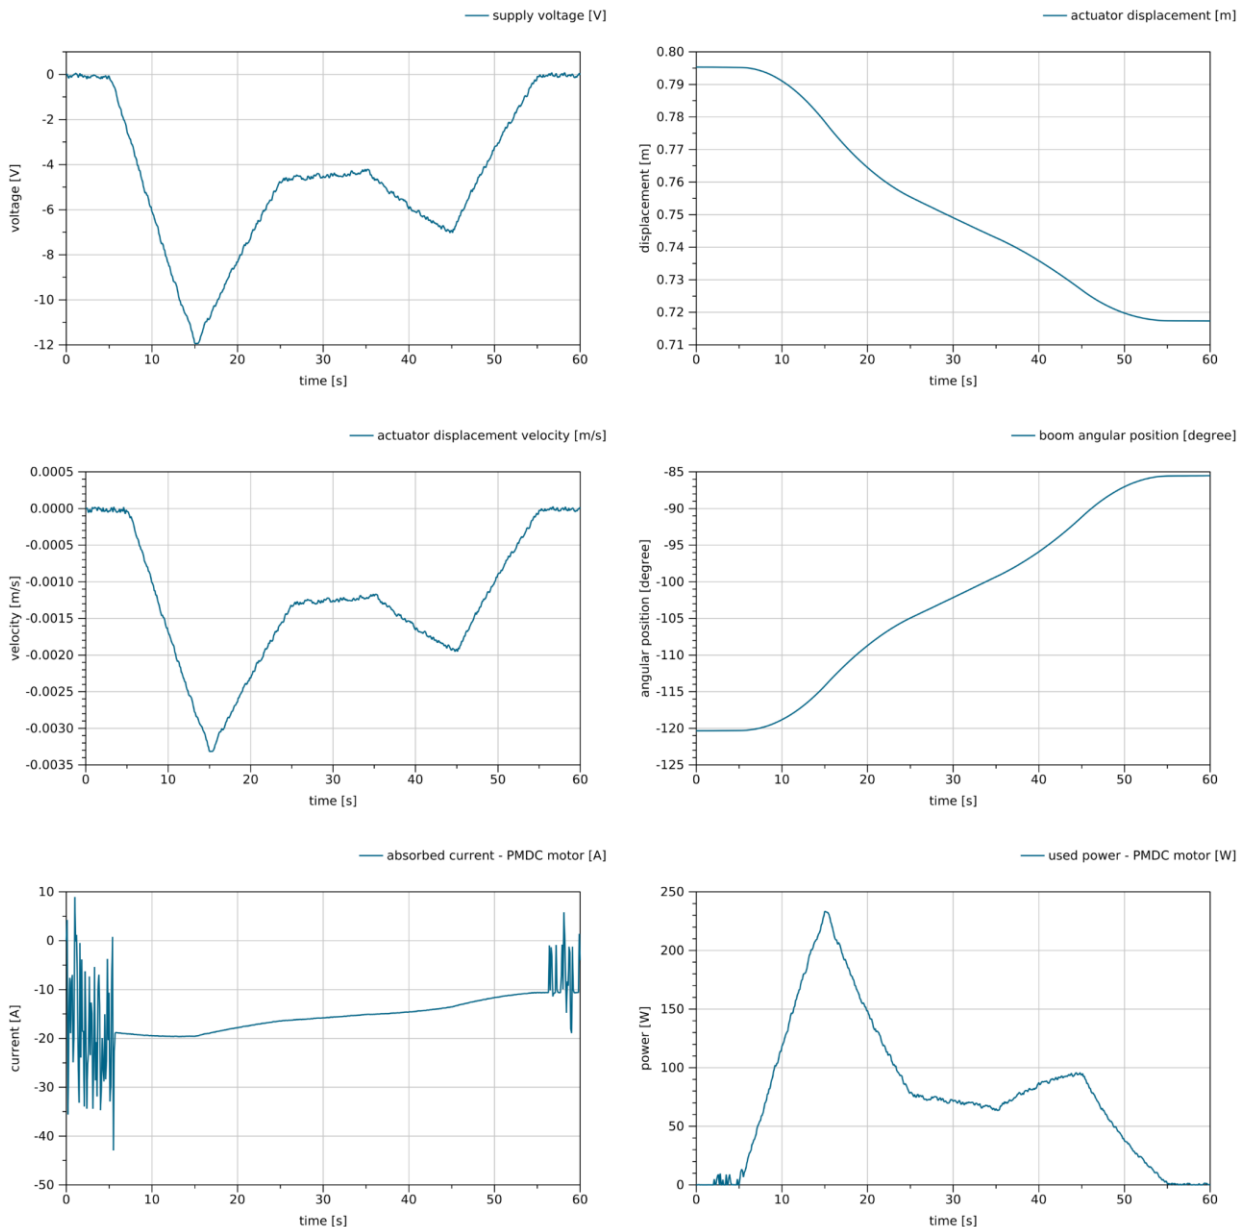 supply voltage [V]
0
-2
-4
-6
-8
-10
-12
voltage [V]
0 10 20 30 40 50 60
time [s]
actuator displacement [m]
0.80
0.79
0.78
0.77
0.76
0.75
0.74
0.73
0.72
0.71
displacement [m]
0 10 20 30 40 50 60
time [s]
actuator displacement velocity [m/s]
0.0005
0.0000
-0.0005
-0.0010
-0.0015
-0.0020
-0.0025
-0.0030
-0.0035
velocity [m/s]
0 10 20 30 40 50 60
time [s]
boom angular position [degree]
-85
-90
-95
-100
-105
-110
-115
-120
-125
angular position [degree]
0 10 20 30 40 50 60
time [s]
absorbed current - PMDC motor [A]
10
0
-10
-20
-30
-40
-50
current [A]
0 10 20 30 40 50 60
time [s]
used power - PMDC motor [W]
250
200
150
100
50
0
power [W]
0 10 20 30 40 50 60
time [s]